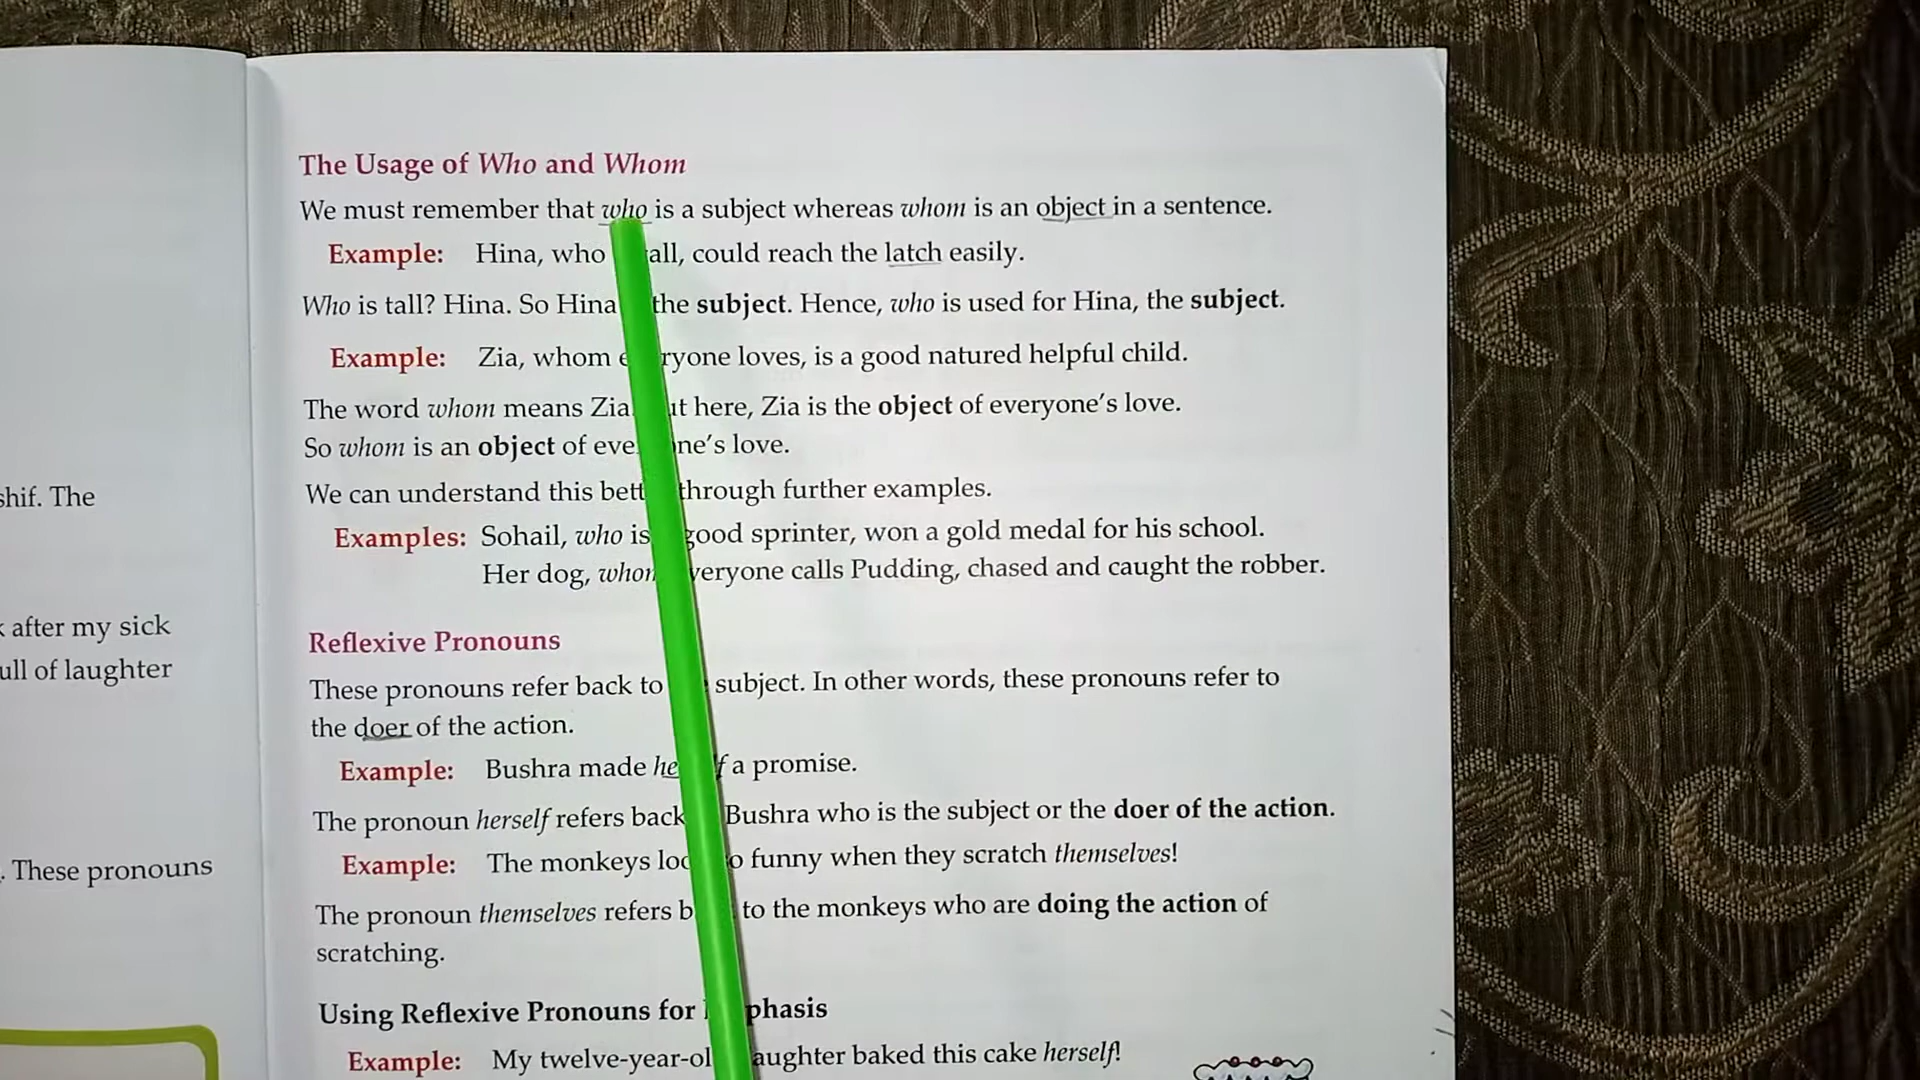 shif. The
after my sick
ull of laughter
. These pronouns
The Usage of Who and Whom
We must remember that who is a subject whereas whom is an object in a sentence.
Example: Hina, who all, could reach the latch easily.
Who is tall? Hina. So Hina the subject. Hence, who is used for Hina, the subject.
Example: Zia, whom e ryone loves, is a good natured helpful child.
The word whom means Zia. ut here, Zia is the object of everyone's love.
So whom is an object of eve ne's love.
We can understand this bett through further examples.
Examples: Sohail, who is good sprinter, won a gold medal for his school.
Her dog, whom veryone calls Pudding, chased and caught the robber.
Reflexive Pronouns
These pronouns refer back to subject. In other words, these pronouns refer to
the doer of the action.
Example: Bushra made he f a promise.
The pronoun herself refers back Bushra who is the subject or the doer of the action.
Example: The monkeys loo o funny when they scratch themselves!
The pronoun themselves refers b to the monkeys who are doing the action of
scratching.
Using Reflexive Pronouns for phasis
Example: My twelve-year-ol aughter baked this cake herself!